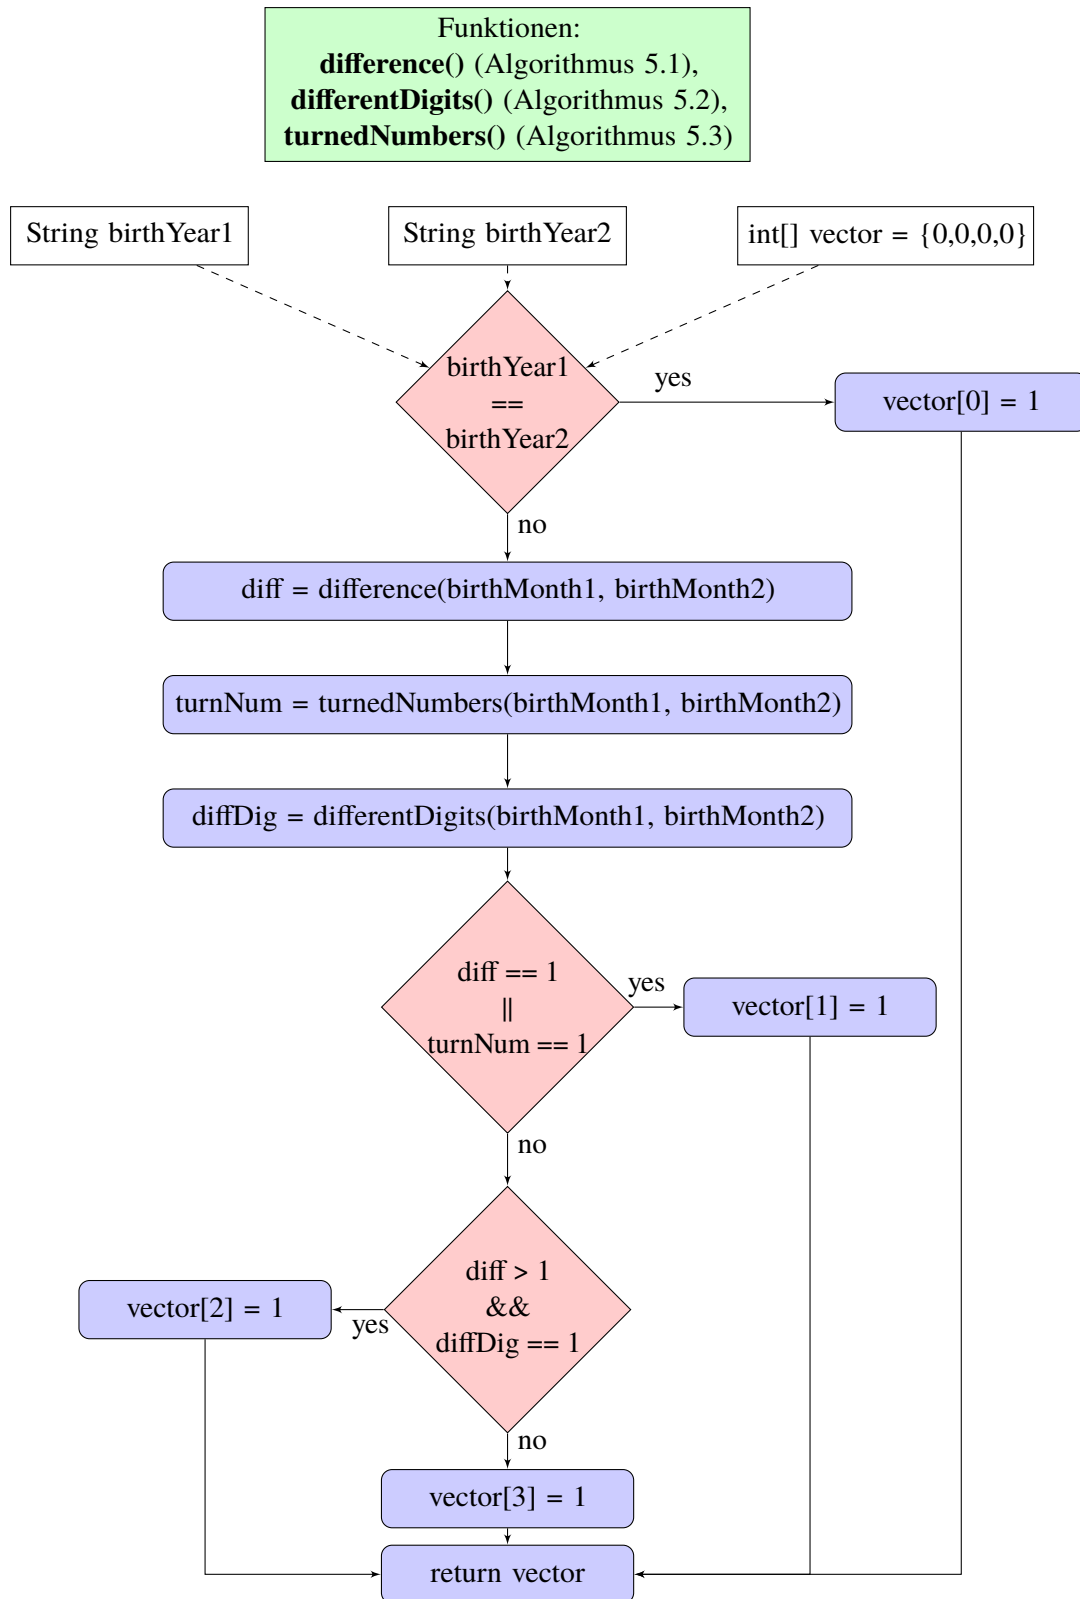 Funktionen:
difference() (Algorithmus 5.1),
differentDigits() (Algorithmus 5.2),
turnedNumbers() (Algorithmus 5.3)
String birthYear1
String birthYear2
int[] vector = {0,0,0,0}
birthYear1
==
birthYear2
yes
vector[0] = 1
no
diff = difference(birthMonth1, birthMonth2)
turnNum = turnedNumbers(birthMonth1, birthMonth2)
diffDig = differentDigits(birthMonth1, birthMonth2)
diff == 1
||
turnNum == 1
yes
vector[1] = 1
no
diff > 1
&&
diffDig == 1
yes
vector[2] = 1
no
vector[3] = 1
return vector